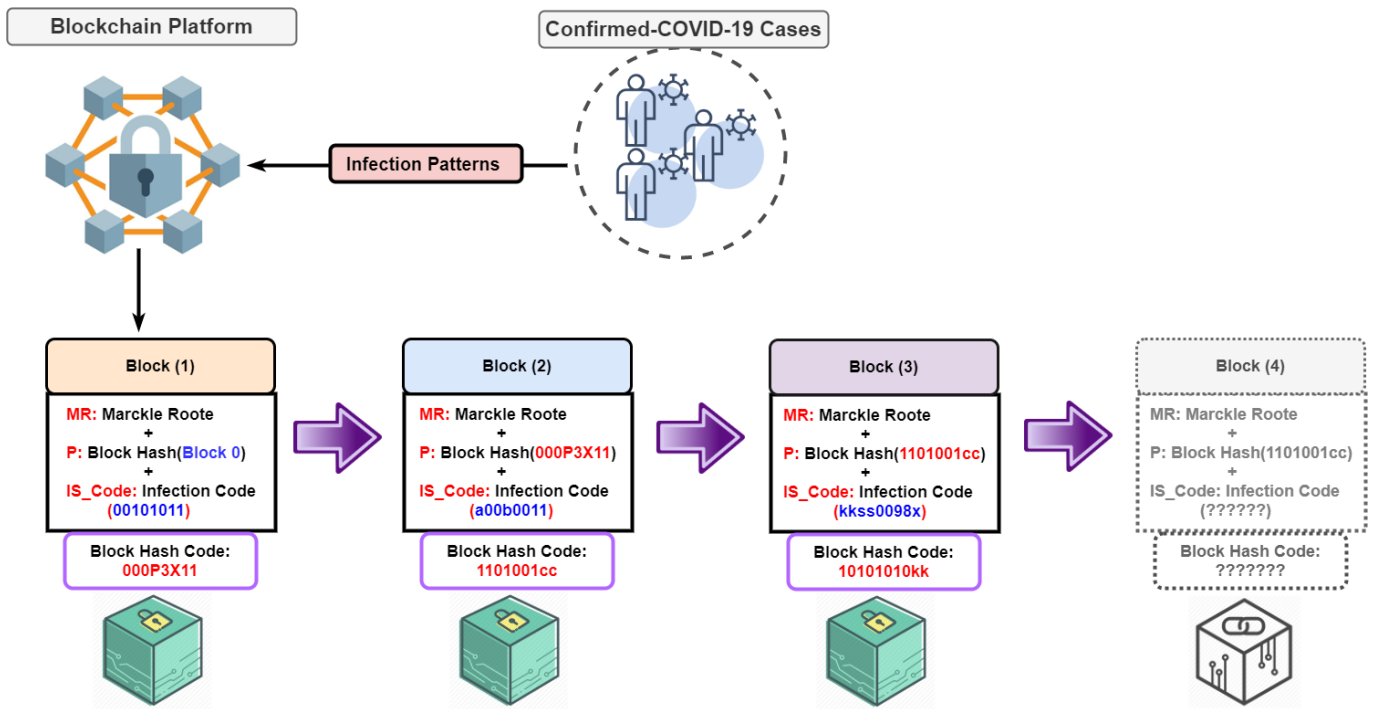 Blockchain Platform
Confirmed-COVID-19 Cases
Infection Patterns
Block (1)
MR: Marckle Roote
+
P: Block Hash(Block 0)
+
IS_Code: Infection Code
(00101011)
Block Hash Code:
000P3X11
Block (2)
MR: Marckle Roote
+
P: Block Hash(000P3X11)
+
IS_Code: Infection Code
(a00b0011)
Block Hash Code:
1101001cc
Block (3)
MR: Marckle Roote
+
P: Block Hash(1101001cc)
+
IS_Code: Infection Code
(kkss0098x)
Block Hash Code:
10101010kk
Block (4)
MR: Marckle Roote
+
P: Block Hash(1101001cc)
+
IS_Code: Infection Code
(??????)
Block Hash Code:
???????